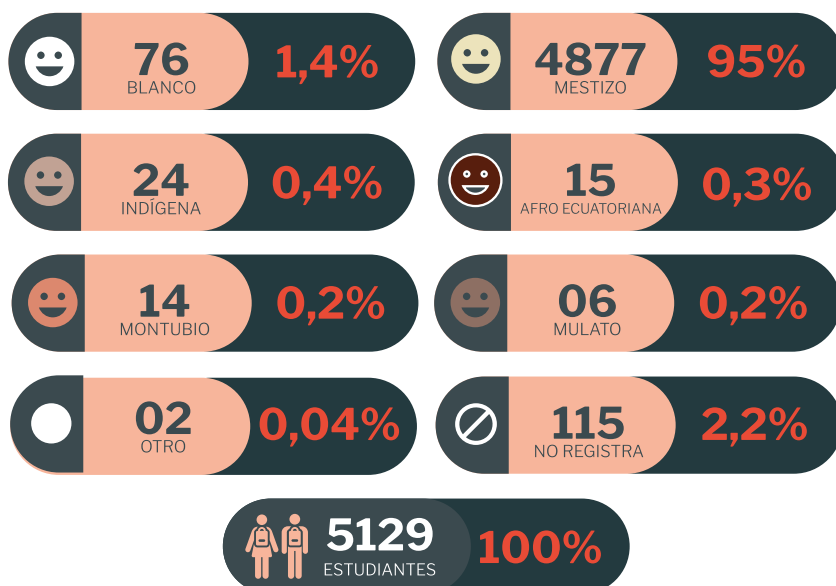 76
BLANCO
1,4%
4877
MESTIZO
95%
24
INDÍGENA
0,4%
15
AFRO ECUATORIANA
0,3%
14
MONTUBIO
0,2%
06
MULATO
0,2%
02
OTRO
0,04%
115
NO REGISTRA
2,2%
5129
ESTUDIANTES
100%